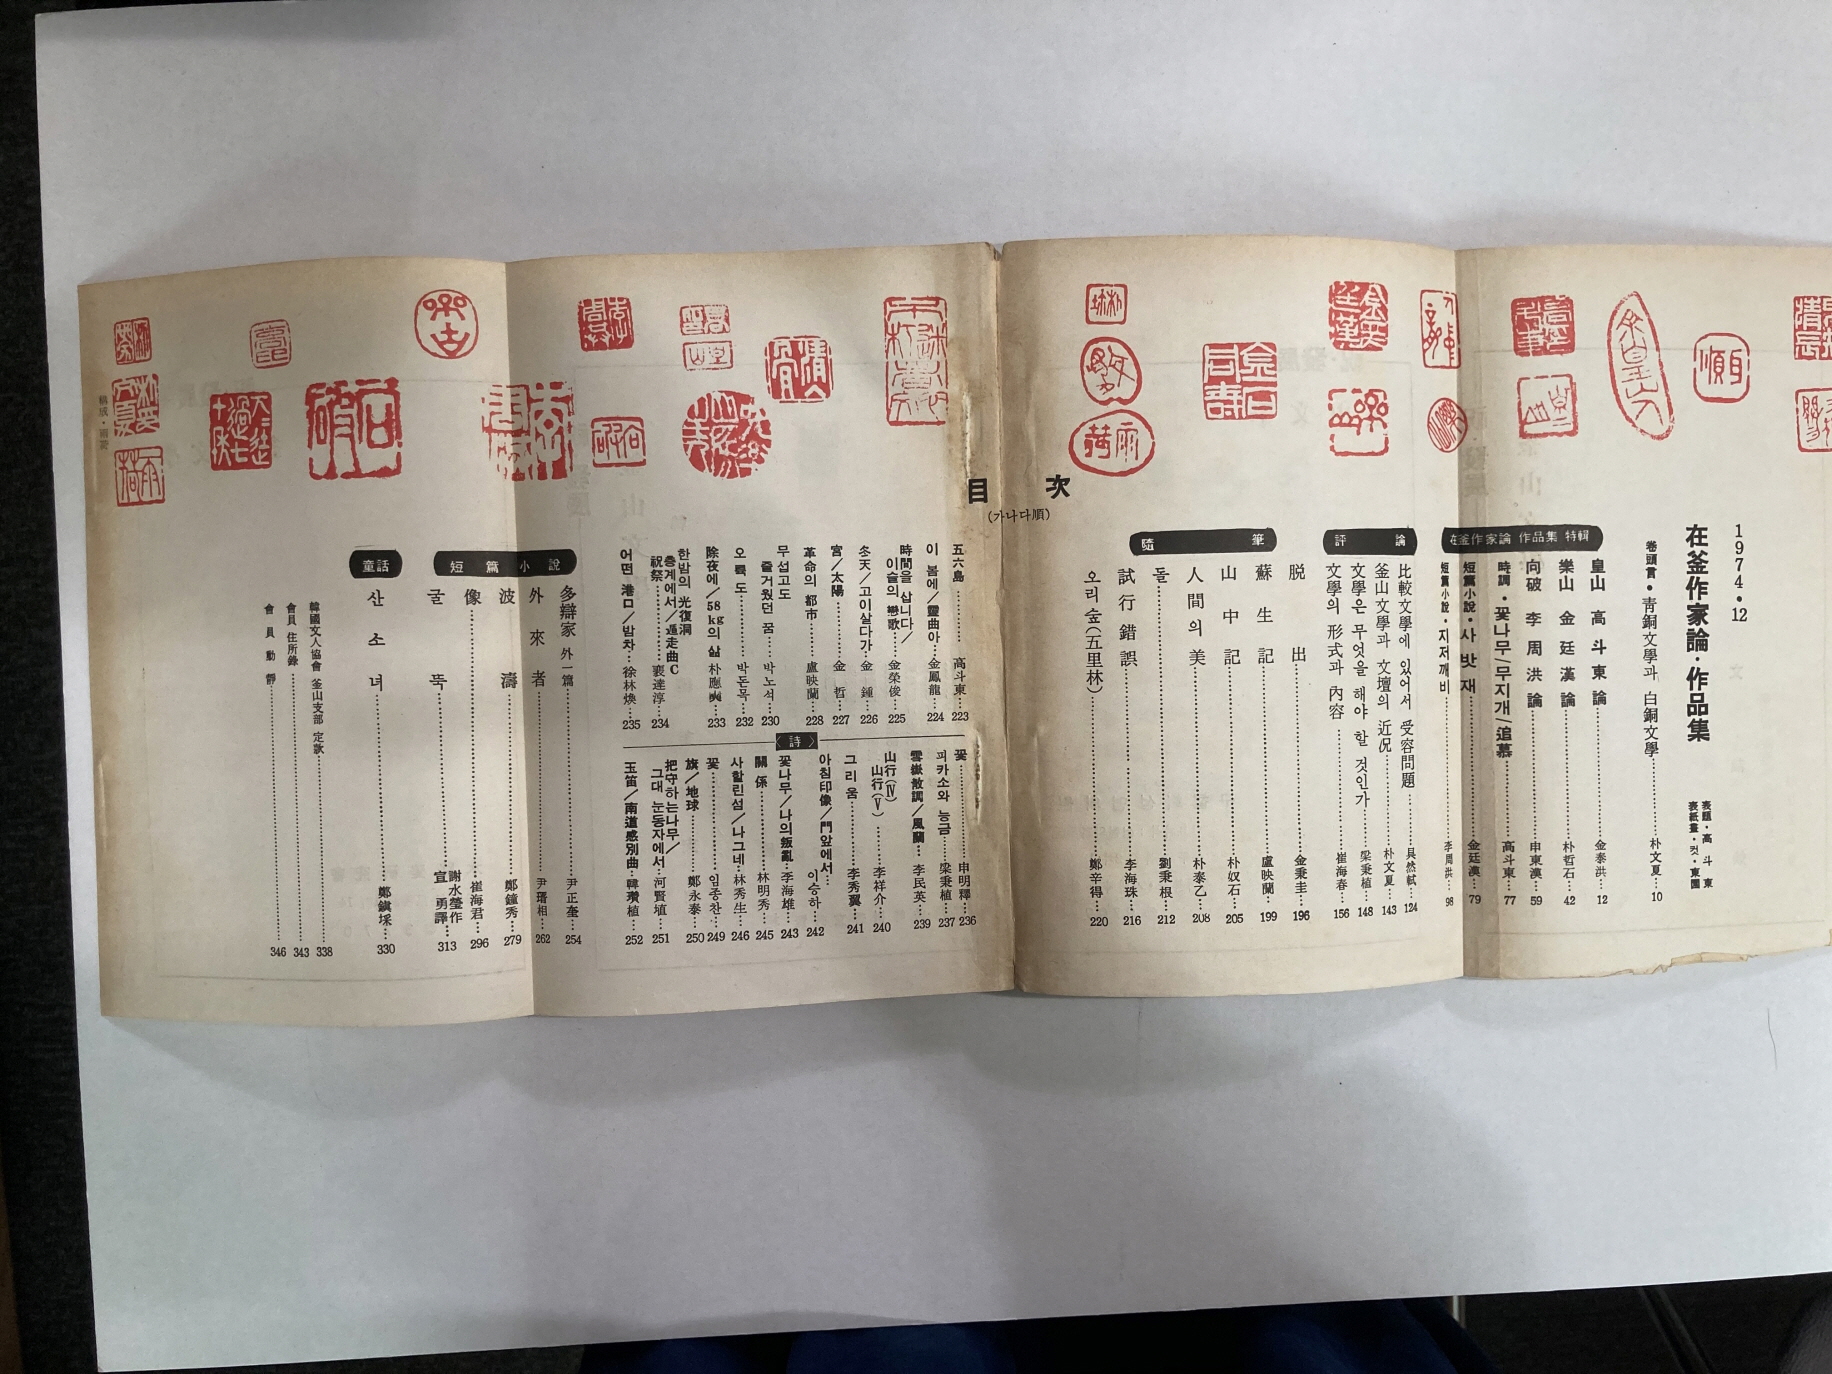 1974•12
在釜作家論•作品集
表題•高斗東
表紙畫•컷•東園
卷頭言•靑銅文學과 白銅文學 朴文夏 10
在釜作家論 作品集 特輯
皇山 高斗東論 金泰洪 12
樂山 金廷漢論 朴哲石 42
向破 李周洪論 申東漢 59
時調•꽃나무/무지개/追慕 高斗東 77
短篇小說•사밧재 金廷漢 79
短篇小說•지저깨비 李周洪 98
評論
比較文學에 있어서 受容問題 具然軾 124
釜山文學과 文壇의 近況 朴文夏 143
文學은 무엇을 해야 할 것인가 梁秉植 148
文學의 形式과 內容 崔海春 156
隨筆
脫出 金秉圭 196
蘇生記 盧映蘭 199
山中記 朴奴石 205
人間의 美 朴泰乙 208
돌 劉秉根 212
試行錯誤 李海珠 216
오리숲(五里林) 鄭辛得 220
目次
(가나다順)
五六島 高斗東 223
이 봄에/靈曲아 金鳳龍 224
時間을 삽니다/
이슬의 戀歌 金榮俊 225
冬天/고이살다가 金鍾 226
宮/太陽 金哲 227
革命의 都市 盧映蘭 228
무섭고도
즐거웠던 꿈 박노석 230
오륙도 박돈목 232
除夜에/58kg의 삶 朴應奭 233
한밤의 光復洞
층계에서/遁走曲C
祝祭 裵達淳 234
어떤 港口/밤차 徐林煥 235
〈詩〉
꽃 申明釋 236
피카소와 능금 梁秉植 237
雪嶽散調/風蘭 李民英 239
山行(Ⅳ)
山行(Ⅴ) 李祥介 240
그리움 李秀翼 241
아침印像/門앞에서 이승하 242
꽃나무/나의 叛亂 李海雄 243
關係 林明秀 245
사할린섬/나그네 林秀生 246
꽃 임종찬 249
旗/地球 鄭永泰 250
把守하는나무/
그대 눈동자에서 河賢埴 251
玉笛/南道感別曲 韓瓚植 252
短篇小說
多辯家 外一篇 尹正奎 254
外來者 尹壻相 262
波濤 鄭鐘秀 279
像 崔海君 296
굴뚝 謝水瑩作
宣勇譯 313
童話
산소녀 鄭鎭埰 330
韓國文人協會 釜山支部 定款 338
會員 住所錄 343
會員動靜 346